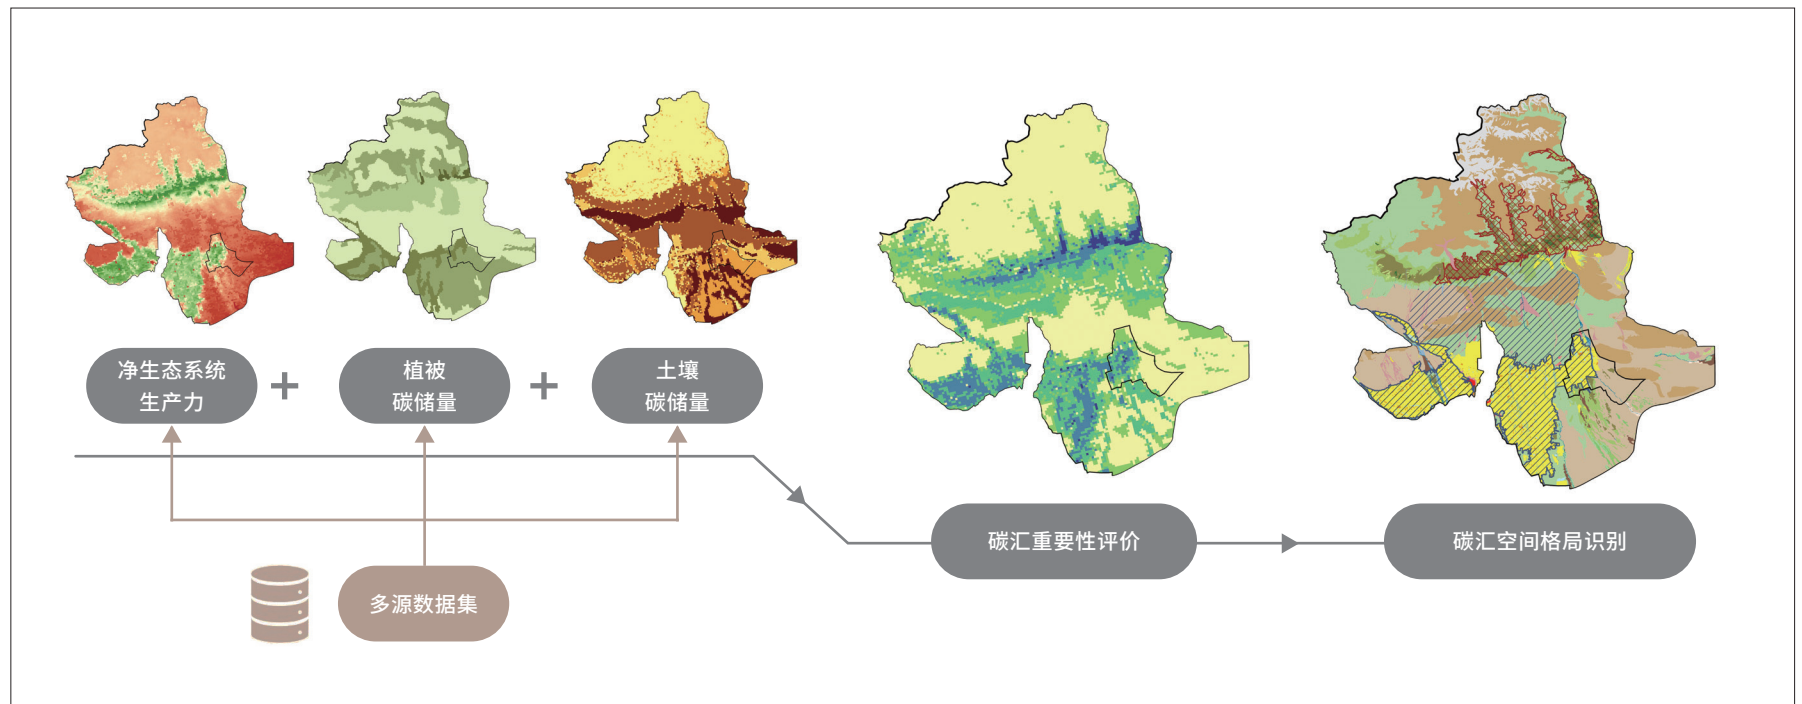 净生态系统
生产力
+
植被
碳储量
+
土壤
碳储量
多源数据集
碳汇重要性评价
碳汇空间格局识别